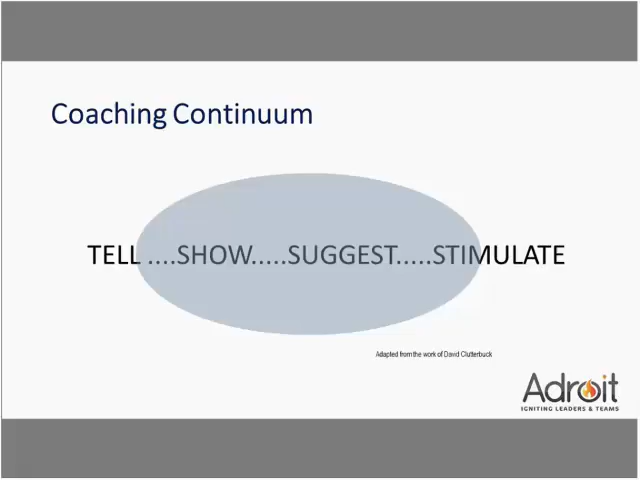 Coaching Continuum
TELL ....SHOW.....SUGGEST.....STIMULATE
Adapted from the work of David Clutterbuck
Adroit
IGNITING LEADERS & TEAMS